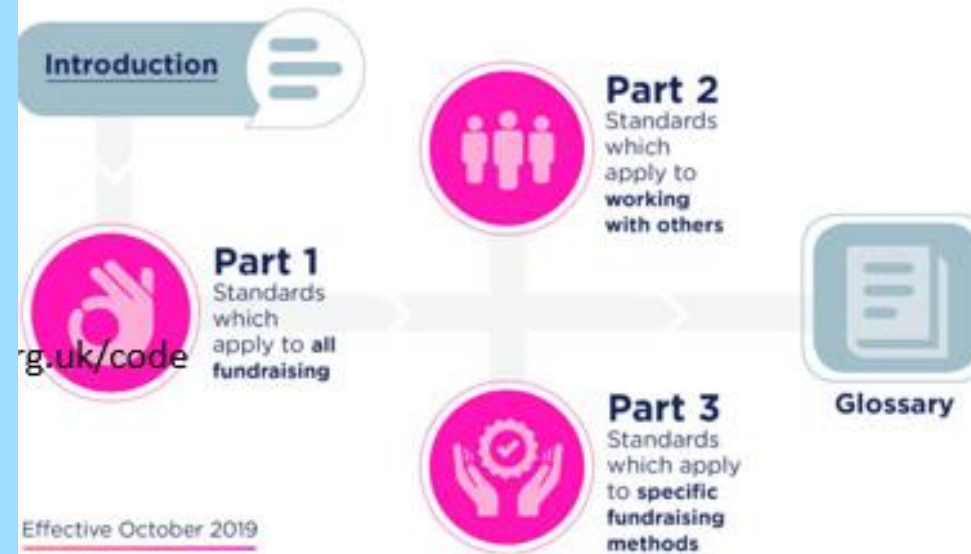 Introduction
Part 1
Standards
which
apply to all
fundraising
rg.uk/code
Part 2
Standards
which
apply to
working
with others
Part 3
Standards
which apply
to specific
fundraising
methods
Glossary
Effective October 2019